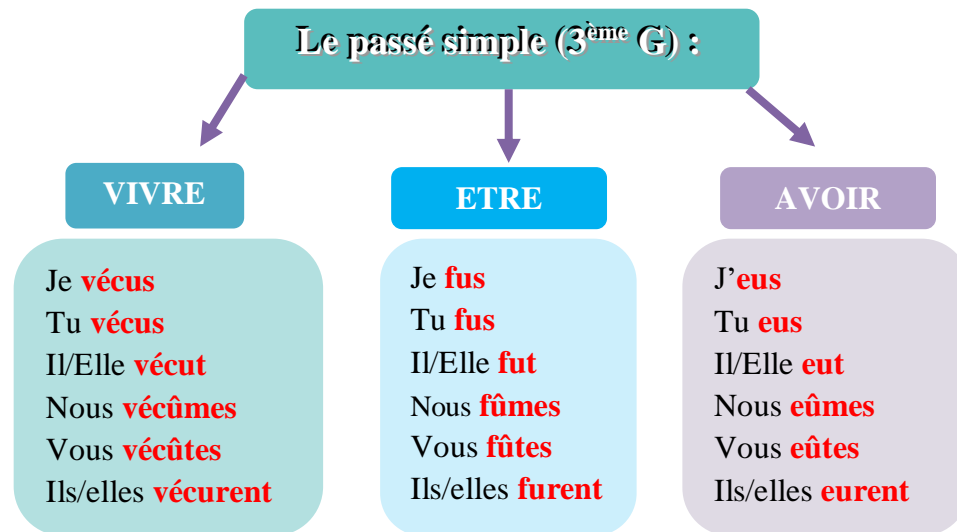 Le passé simple (3ème G) :
VIVRE
Je vécus
Tu vécus
Il/Elle vécut
Nous vécûmes
Vous vécûtes
Ils/elles vécurent
ETRE
Je fus
Tu fus
Il/Elle fut
Nous fûmes
Vous fûtes
Ils/elles furent
AVOIR
J’eus
Tu eus
Il/Elle eut
Nous eûmes
Vous eûtes
Ils/elles eurent